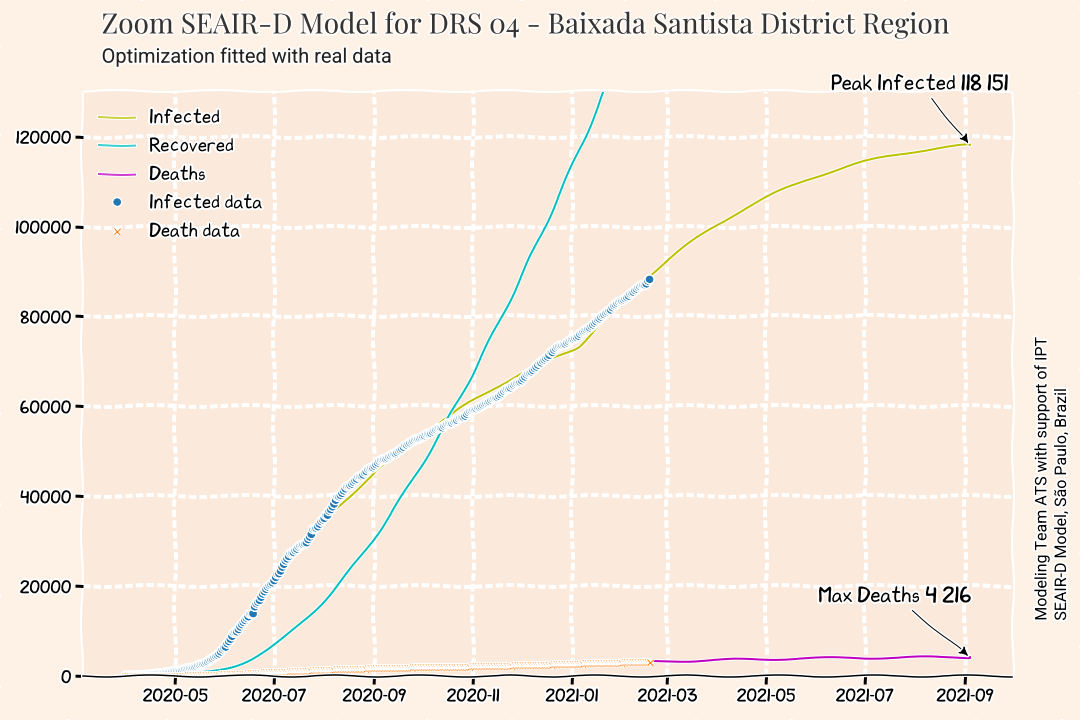 Zoom SEAIR-D Model for DRS 04 - Baixada Santista District Region
Optimization fitted with real data
Peak Infected 118 151
Infected
Recovered
Deaths
Infected data
Death data
120000
100000
80000
60000
40000
20000
0
Max Deaths 4 216
2020-05 2020-07 2020-09 2020-11 2021-01 2021-03 2021-05 2021-07 2021-09
Modeling Team ATS with support of IPT
SEAIR-D Model, São Paulo, Brazil